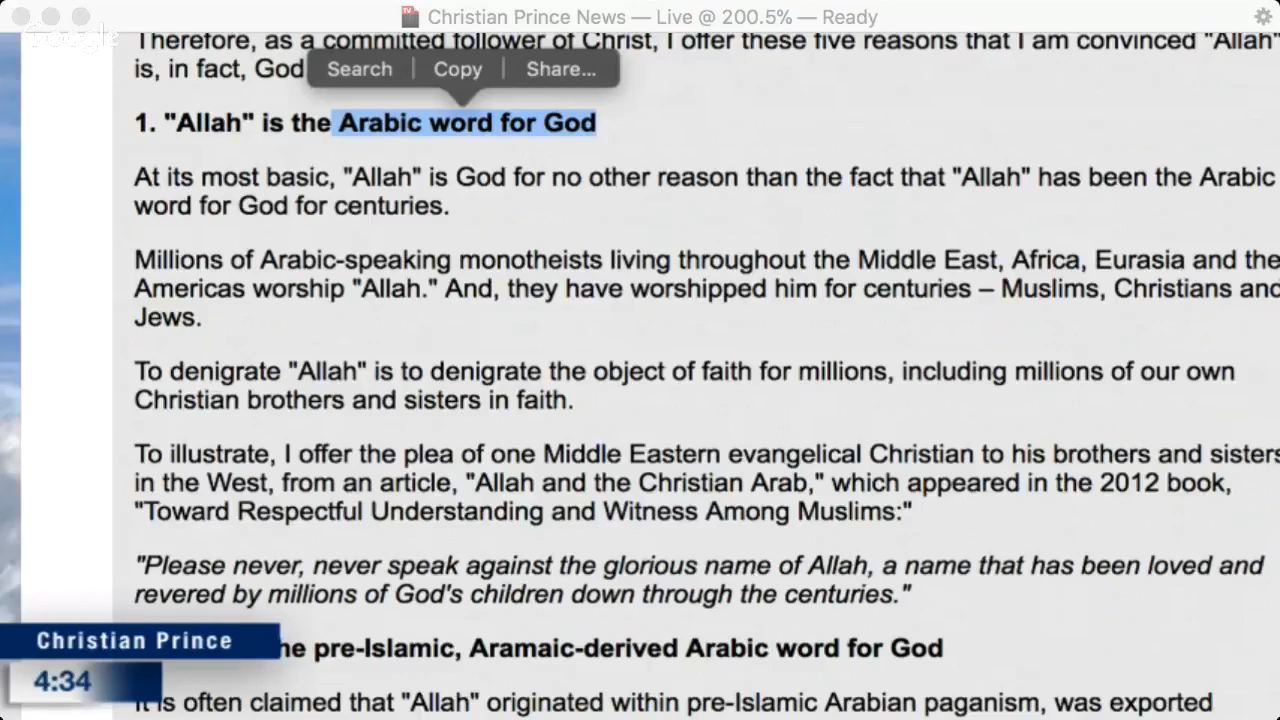 Christian Prince News — Live @ 200.5% — Ready
Google
Therefore, as a committed follower of Christ, I offer these five reasons that I am convinced "Allah"
is, in fact, God
Search | Copy | Share...
1. "Allah" is the Arabic word for God
At its most basic, "Allah" is God for no other reason than the fact that "Allah" has been the Arabic
word for God for centuries.
Millions of Arabic-speaking monotheists living throughout the Middle East, Africa, Eurasia and the
Americas worship "Allah." And, they have worshipped him for centuries – Muslims, Christians and
Jews.
To denigrate "Allah" is to denigrate the object of faith for millions, including millions of our own
Christian brothers and sisters in faith.
To illustrate, I offer the plea of one Middle Eastern evangelical Christian to his brothers and sisters
in the West, from an article, "Allah and the Christian Arab," which appeared in the 2012 book,
"Toward Respectful Understanding and Witness Among Muslims:"
"Please never, never speak against the glorious name of Allah, a name that has been loved and
revered by millions of God's children down through the centuries."
Christian Prince
he pre-Islamic, Aramaic-derived Arabic word for God
4:34
It is often claimed that "Allah" originated within pre-Islamic Arabian paganism, was exported